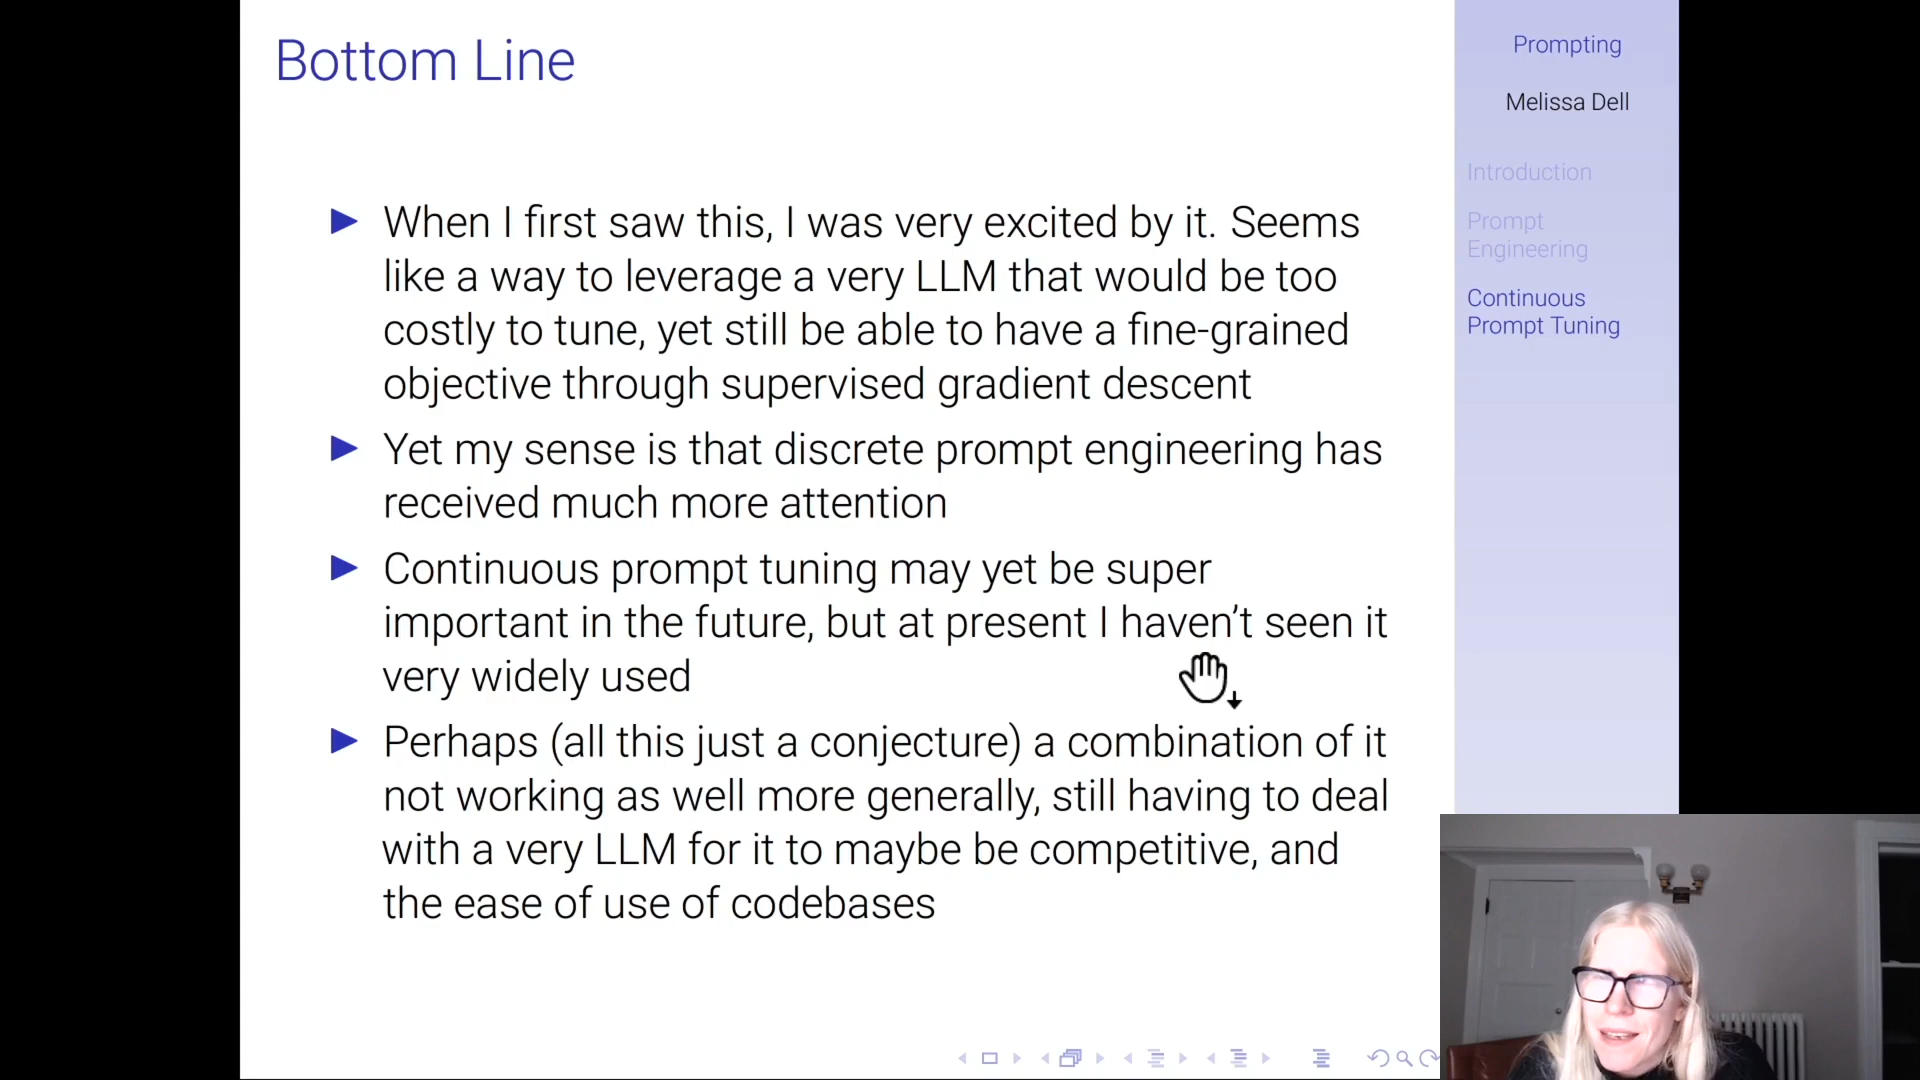 Bottom Line
When I first saw this, I was very excited by it. Seems
like a way to leverage a very LLM that would be too
costly to tune, yet still be able to have a fine-grained
objective through supervised gradient descent
Yet my sense is that discrete prompt engineering has
received much more attention
Continuous prompt tuning may yet be super
important in the future, but at present I haven't seen it
very widely used
Perhaps (all this just a conjecture) a combination of it
not working as well more generally, still having to deal
with a very LLM for it to maybe be competitive, and
the ease of use of codebases
Prompting
Melissa Dell
Introduction
Prompt
Engineering
Continuous
Prompt Tuning